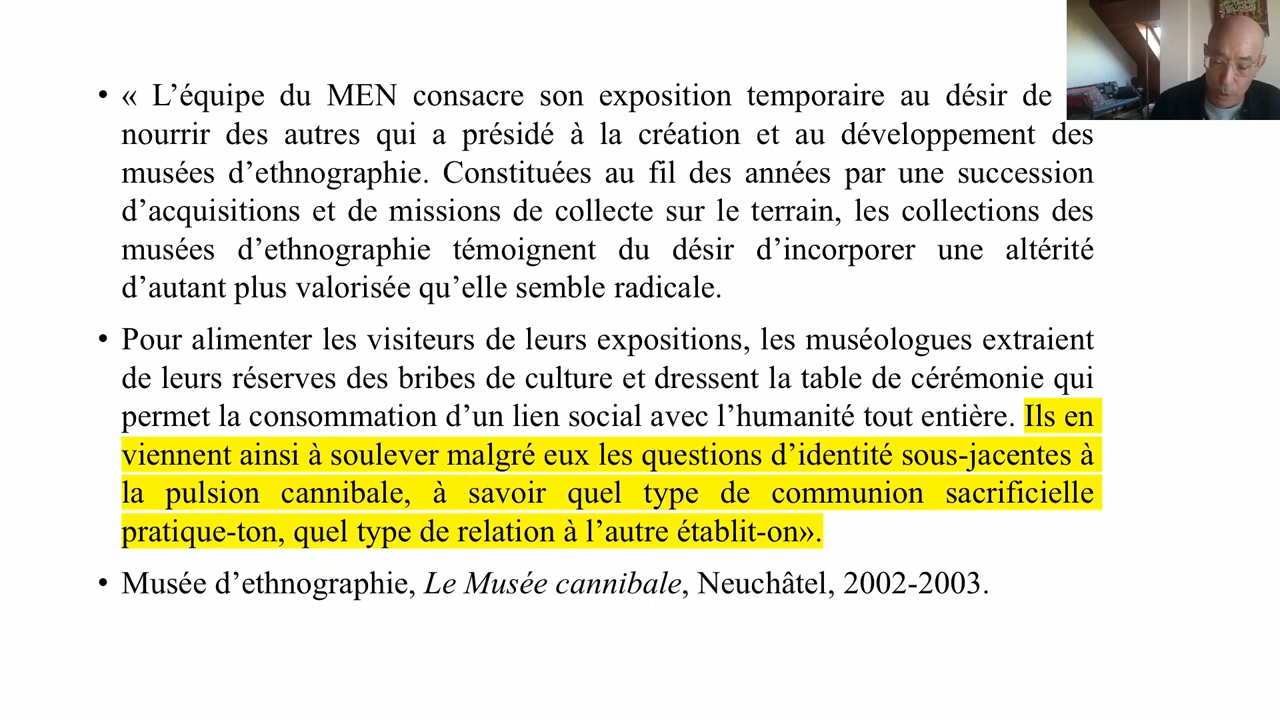 • « L’équipe du MEN consacre son exposition temporaire au désir de
nourrir des autres qui a présidé à la création et au développement des
musées d’ethnographie. Constituées au fil des années par une succession
d’acquisitions et de missions de collecte sur le terrain, les collections des
musées d’ethnographie témoignent du désir d’incorporer une altérité
d’autant plus valorisée qu’elle semble radicale.
• Pour alimenter les visiteurs de leurs expositions, les muséologues extraient
de leurs réserves des bribes de culture et dressent la table de cérémonie qui
permet la consommation d’un lien social avec l’humanité tout entière. Ils en
viennent ainsi à soulever malgré eux les questions d’identité sous-jacentes à
la pulsion cannibale, à savoir quel type de communion sacrificielle
pratique-ton, quel type de relation à l’autre établit-on».
• Musée d’ethnographie, Le Musée cannibale, Neuchâtel, 2002-2003.